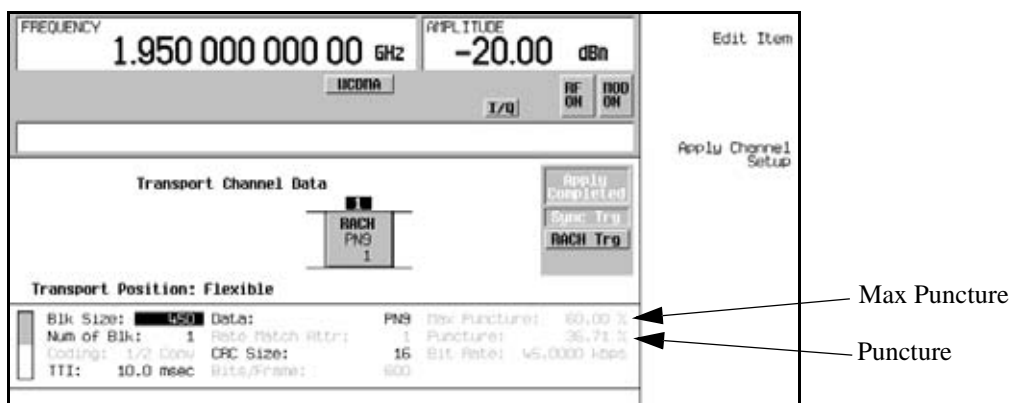 FREQUENCY
1.950 000 000 00 GHz
AMPLITUDE
-20.00 dBm
WCDMA
I/Q
RF ON
MOD ON
Edit Item
Apply Channel Setup
Transport Channel Data
1
RACH
PN9
1
Apply Completed
Sync Trg
RACH Trg
Transport Position: Flexible
Blk Size: 450 Data: PN9 Max Puncture: 60.00 %
Num of Blk: 1 Rate Match Attr: 1 Puncture: 36.71 %
Coding: 1/2 Conv CRC Size: 16 Bit Rate: 45.0000 kbps
TTI: 10.0 msec Bits/Frame: 600
Max Puncture
Puncture